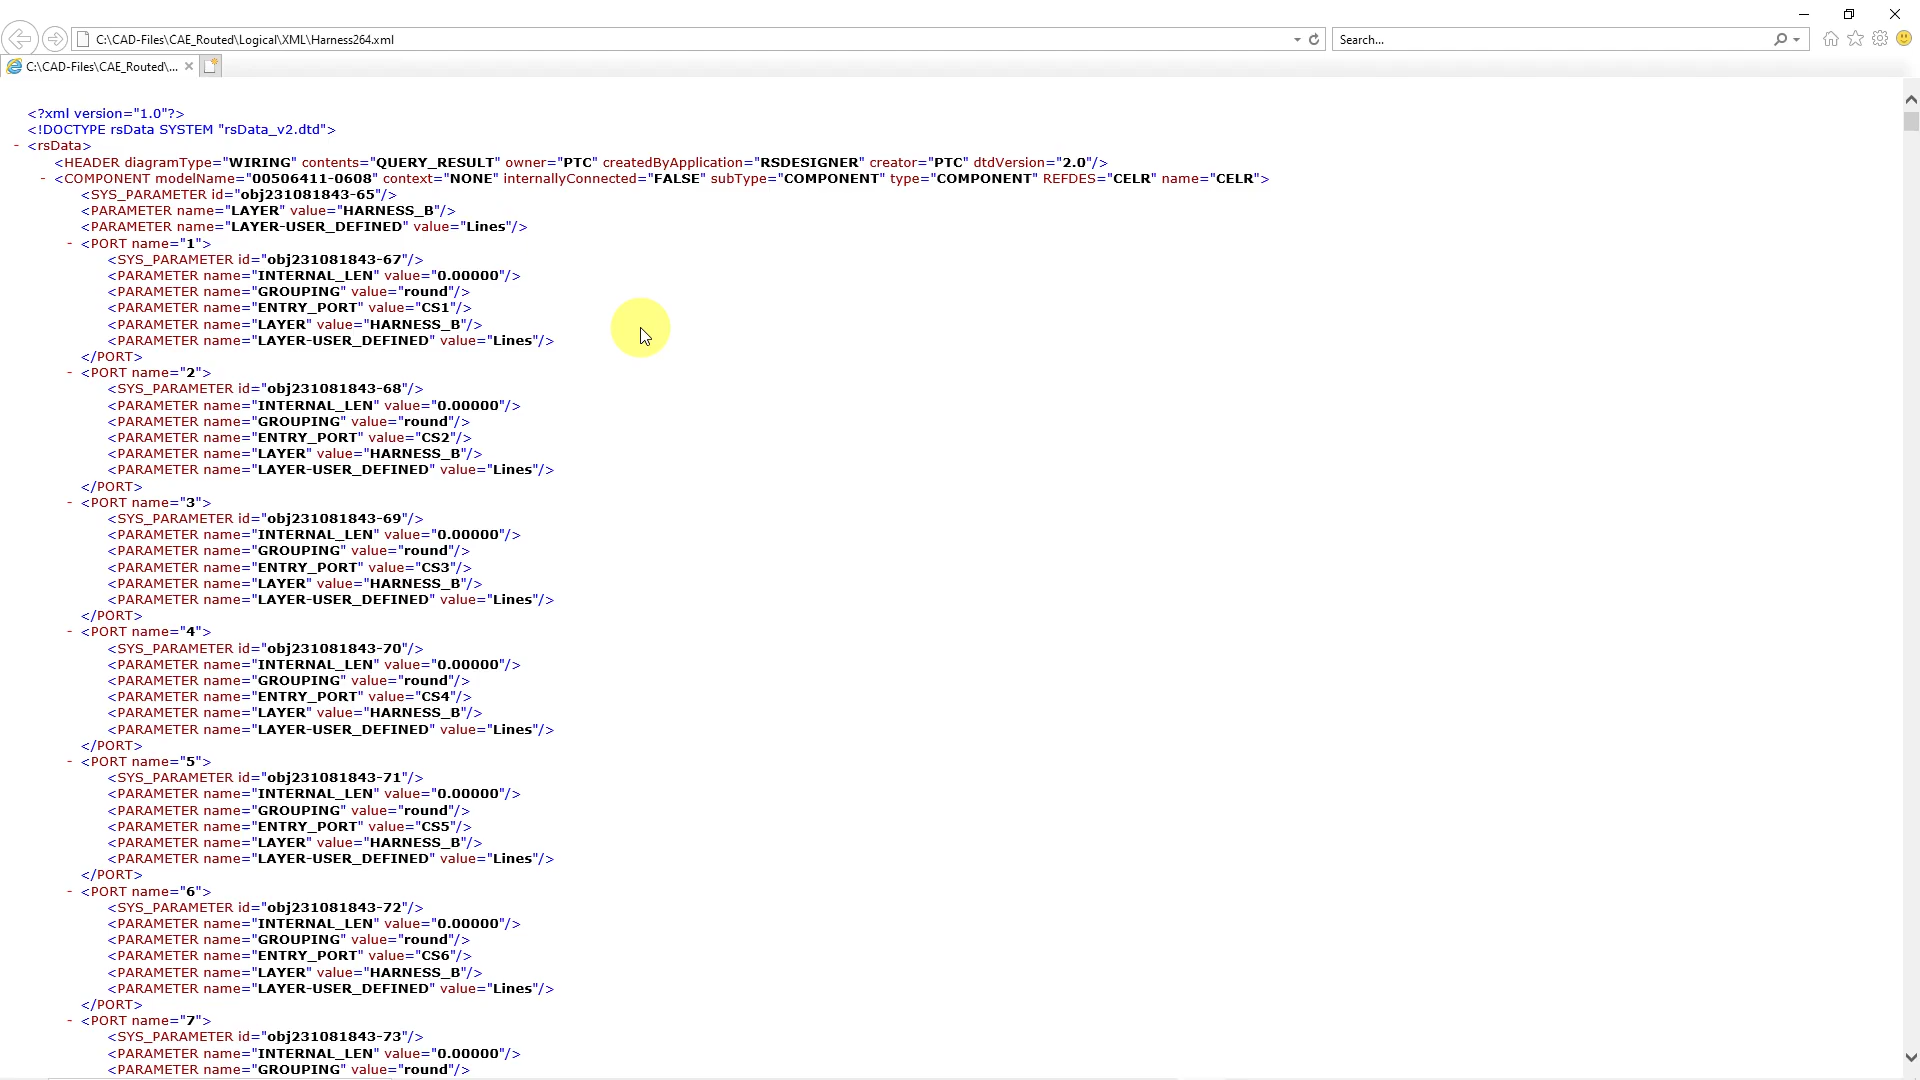 C:\CAD-Files\CAE_Routed\Logical\XML\Harness264.xml
Search...
C:\CAD-Files\CAE_Routed\...
<?xml version="1.0"?>
<!DOCTYPE rsData SYSTEM "rsData_v2.dtd">
- <rsData>
<HEADER diagramType="WIRING" contents="QUERY_RESULT" owner="PTC" createdByApplication="RSDESIGNER" creator="PTC" dtdVersion="2.0"/>
- <COMPONENT modelName="00506411-0608" context="NONE" internallyConnected="FALSE" subType="COMPONENT" type="COMPONENT" REFDES="CELR" name="CELR">
<SYS_PARAMETER id="obj231081843-65"/>
<PARAMETER name="LAYER" value="HARNESS_B"/>
<PARAMETER name="LAYER-USER_DEFINED" value="Lines"/>
- <PORT name="1">
<SYS_PARAMETER id="obj231081843-67"/>
<PARAMETER name="INTERNAL_LEN" value="0.00000"/>
<PARAMETER name="GROUPING" value="round"/>
<PARAMETER name="ENTRY_PORT" value="CS1"/>
<PARAMETER name="LAYER" value="HARNESS_B"/>
<PARAMETER name="LAYER-USER_DEFINED" value="Lines"/>
</PORT>
- <PORT name="2">
<SYS_PARAMETER id="obj231081843-68"/>
<PARAMETER name="INTERNAL_LEN" value="0.00000"/>
<PARAMETER name="GROUPING" value="round"/>
<PARAMETER name="ENTRY_PORT" value="CS2"/>
<PARAMETER name="LAYER" value="HARNESS_B"/>
<PARAMETER name="LAYER-USER_DEFINED" value="Lines"/>
</PORT>
- <PORT name="3">
<SYS_PARAMETER id="obj231081843-69"/>
<PARAMETER name="INTERNAL_LEN" value="0.00000"/>
<PARAMETER name="GROUPING" value="round"/>
<PARAMETER name="ENTRY_PORT" value="CS3"/>
<PARAMETER name="LAYER" value="HARNESS_B"/>
<PARAMETER name="LAYER-USER_DEFINED" value="Lines"/>
</PORT>
- <PORT name="4">
<SYS_PARAMETER id="obj231081843-70"/>
<PARAMETER name="INTERNAL_LEN" value="0.00000"/>
<PARAMETER name="GROUPING" value="round"/>
<PARAMETER name="ENTRY_PORT" value="CS4"/>
<PARAMETER name="LAYER" value="HARNESS_B"/>
<PARAMETER name="LAYER-USER_DEFINED" value="Lines"/>
</PORT>
- <PORT name="5">
<SYS_PARAMETER id="obj231081843-71"/>
<PARAMETER name="INTERNAL_LEN" value="0.00000"/>
<PARAMETER name="GROUPING" value="round"/>
<PARAMETER name="ENTRY_PORT" value="CS5"/>
<PARAMETER name="LAYER" value="HARNESS_B"/>
<PARAMETER name="LAYER-USER_DEFINED" value="Lines"/>
</PORT>
- <PORT name="6">
<SYS_PARAMETER id="obj231081843-72"/>
<PARAMETER name="INTERNAL_LEN" value="0.00000"/>
<PARAMETER name="GROUPING" value="round"/>
<PARAMETER name="ENTRY_PORT" value="CS6"/>
<PARAMETER name="LAYER" value="HARNESS_B"/>
<PARAMETER name="LAYER-USER_DEFINED" value="Lines"/>
</PORT>
- <PORT name="7">
<SYS_PARAMETER id="obj231081843-73"/>
<PARAMETER name="INTERNAL_LEN" value="0.00000"/>
<PARAMETER name="GROUPING" value="round"/>